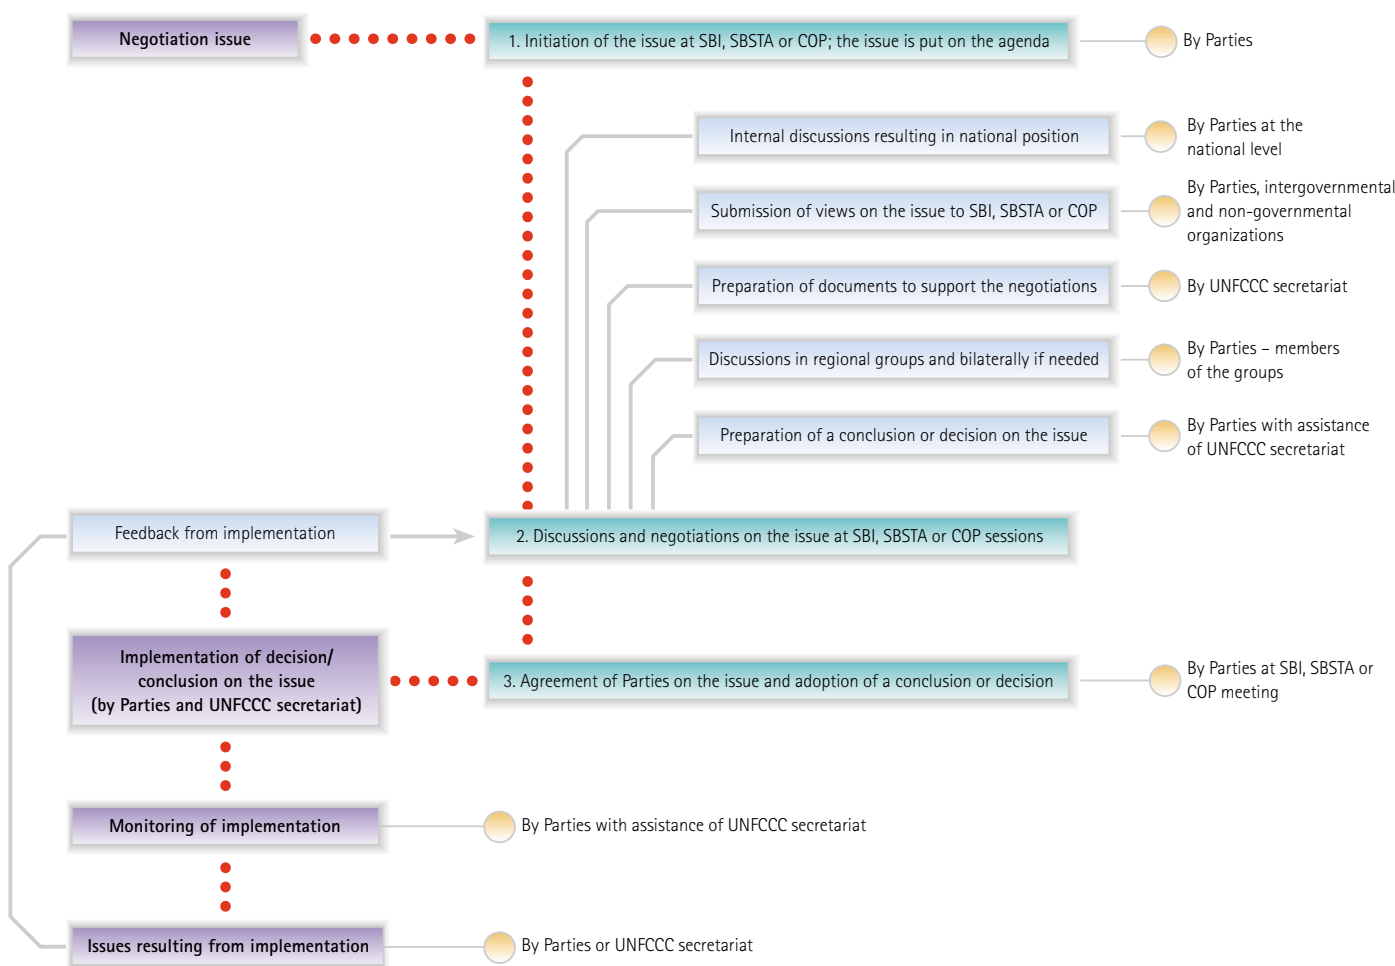 Negotiation issue
1. Initiation of the issue at SBI, SBSTA or COP; the issue is put on the agenda
By Parties
Internal discussions resulting in national position
By Parties at the
national level
Submission of views on the issue to SBI, SBSTA or COP
By Parties, intergovernmental
and non-governmental
organizations
Preparation of documents to support the negotiations
By UNFCCC secretariat
Discussions in regional groups and bilaterally if needed
By Parties – members
of the groups
Preparation of a conclusion or decision on the issue
By Parties with assistance
of UNFCCC secretariat
Feedback from implementation
2. Discussions and negotiations on the issue at SBI, SBSTA or COP sessions
Implementation of decision/
conclusion on the issue
(by Parties and UNFCCC secretariat)
3. Agreement of Parties on the issue and adoption of a conclusion or decision
By Parties at SBI, SBSTA or
COP meeting
Monitoring of implementation
By Parties with assistance of UNFCCC secretariat
Issues resulting from implementation
By Parties or UNFCCC secretariat